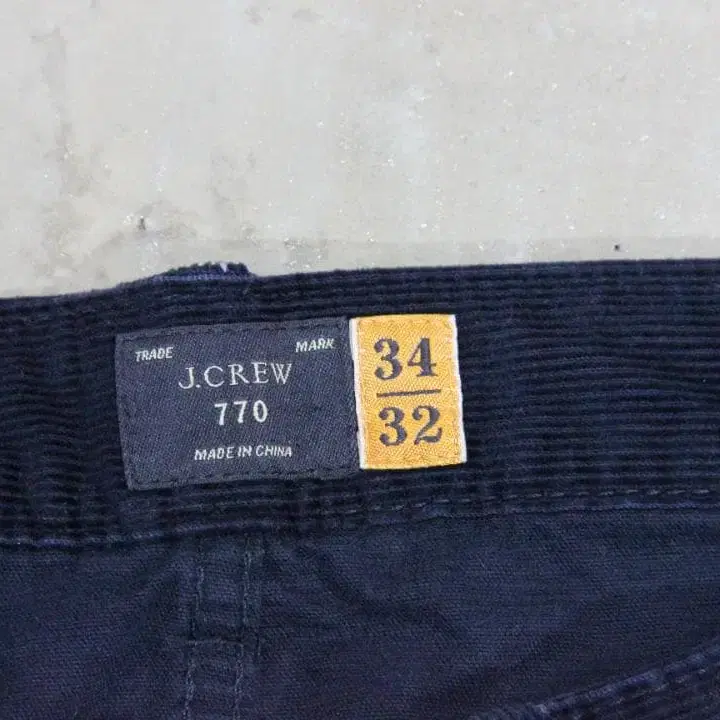 TRADE MARK
J.CREW
770
MADE IN CHINA
34
32